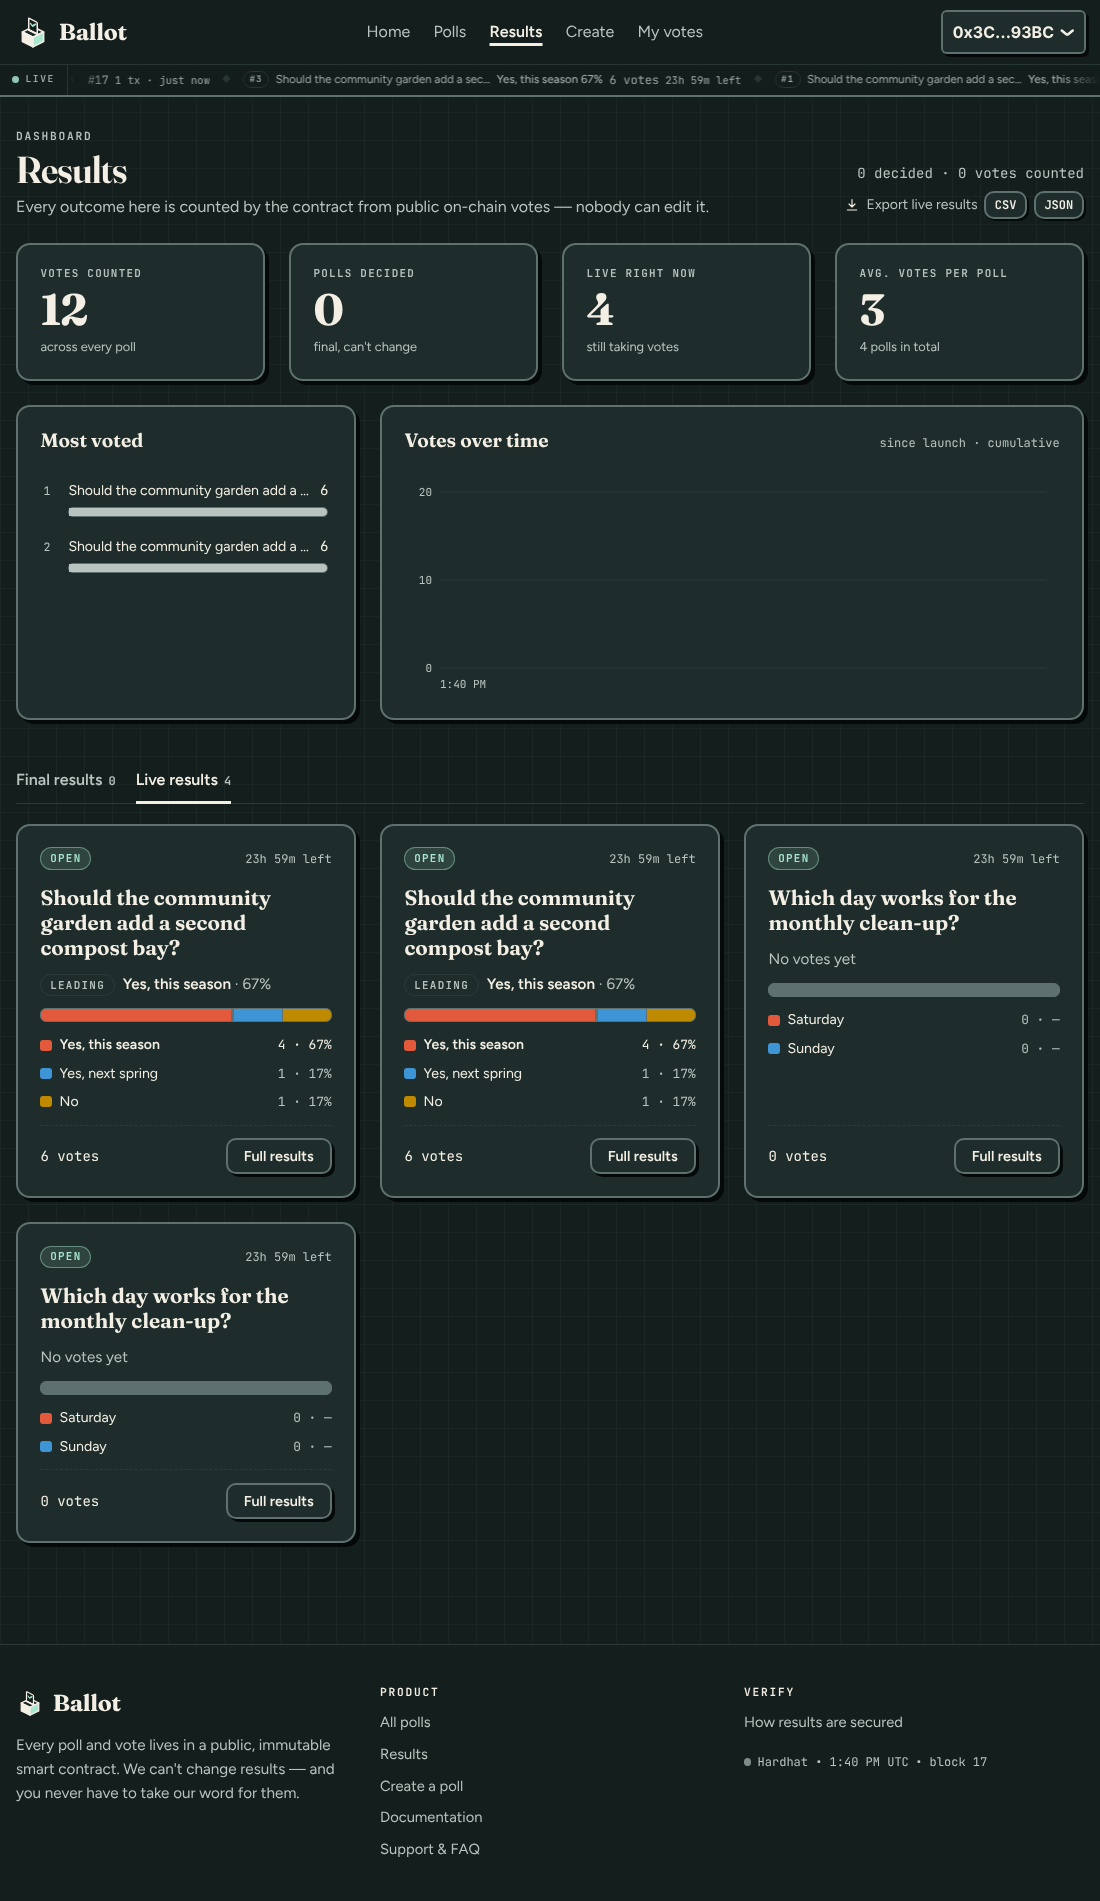 Ballot
Home Polls Results Create My votes
0x3C...93BC
LIVE #17 1 tx · just now #3 Should the community garden add a sec... Yes, this season 67% 6 votes 23h 59m left #1 Should the community garden add a sec... Yes, this
DASHBOARD
Results
Every outcome here is counted by the contract from public on-chain votes — nobody can edit it.
0 decided · 0 votes counted
Export live results CSV JSON
VOTES COUNTED
12
across every poll
POLLS DECIDED
0
final, can't change
LIVE RIGHT NOW
4
still taking votes
AVG. VOTES PER POLL
3
4 polls in total
Most voted
1 Should the community garden add a ... 6
2 Should the community garden add a ... 6
Votes over time
since launch · cumulative
20
10
0
1:40 PM
Final results 0 Live results 4
OPEN 23h 59m left
Should the community
garden add a second
compost bay?
LEADING Yes, this season · 67%
Yes, this season 4 · 67%
Yes, next spring 1 · 17%
No 1 · 17%
6 votes Full results
OPEN 23h 59m left
Should the community
garden add a second
compost bay?
LEADING Yes, this season · 67%
Yes, this season 4 · 67%
Yes, next spring 1 · 17%
No 1 · 17%
6 votes Full results
OPEN 23h 59m left
Which day works for the
monthly clean-up?
No votes yet
Saturday 0 · —
Sunday 0 · —
0 votes Full results
OPEN 23h 59m left
Which day works for the
monthly clean-up?
No votes yet
Saturday 0 · —
Sunday 0 · —
0 votes Full results
Ballot
Every poll and vote lives in a public, immutable
smart contract. We can't change results — and
you never have to take our word for them.
PRODUCT
All polls
Results
Create a poll
Documentation
Support & FAQ
VERIFY
How results are secured
Hardhat • 1:40 PM UTC • block 17